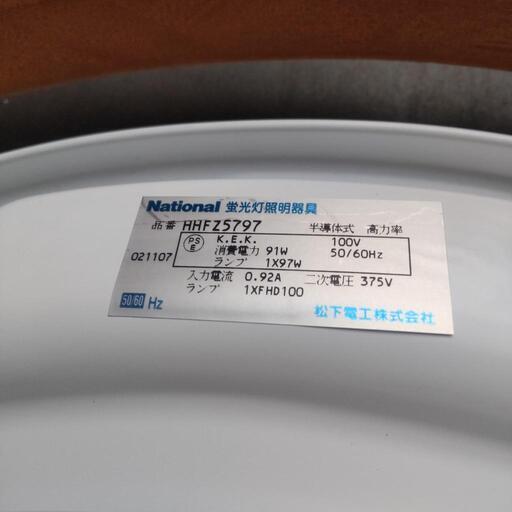 National 蛍光灯照明器具
品番 HHFZ5797 半導体式 高力率
PS E K.E.K. 100V
消費電力 91W 50/60Hz
021107 ランプ 1X97W
入力電流 0.92A 二次電圧 375V
ランプ 1XFHD100
50/60 Hz
松下電工株式会社